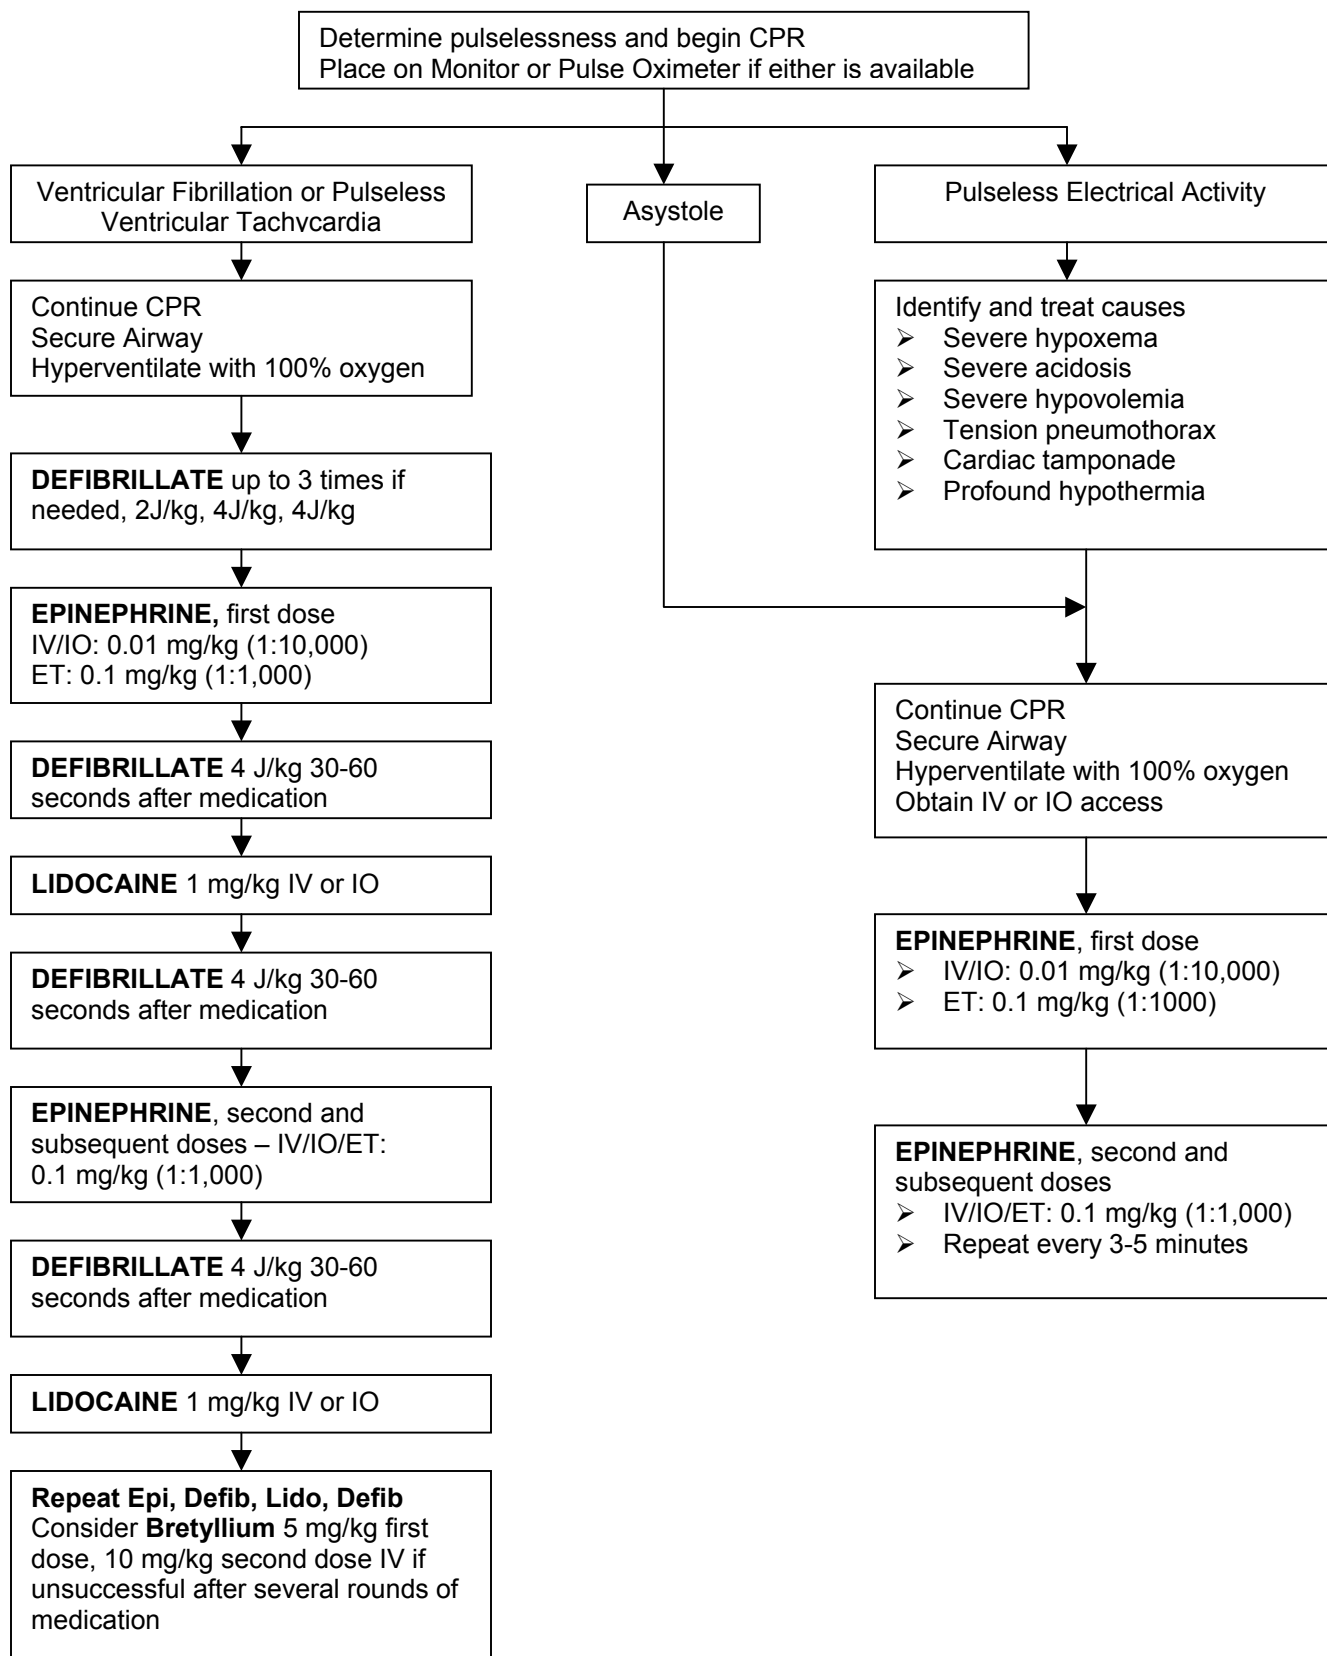 Determine pulselessness and begin CPR
Place on Monitor or Pulse Oximeter if either is available
Ventricular Fibrillation or Pulseless
Ventricular Tachycardia
Asystole
Pulseless Electrical Activity
Continue CPR
Secure Airway
Hyperventilate with 100% oxygen
Identify and treat causes
➢ Severe hypoxema
➢ Severe acidosis
➢ Severe hypovolemia
➢ Tension pneumothorax
➢ Cardiac tamponade
➢ Profound hypothermia
DEFIBRILLATE up to 3 times if
needed, 2J/kg, 4J/kg, 4J/kg
EPINEPHRINE, first dose
IV/IO: 0.01 mg/kg (1:10,000)
ET: 0.1 mg/kg (1:1,000)
DEFIBRILLATE 4 J/kg 30-60
seconds after medication
LIDOCAINE 1 mg/kg IV or IO
DEFIBRILLATE 4 J/kg 30-60
seconds after medication
EPINEPHRINE, second and
subsequent doses – IV/IO/ET:
0.1 mg/kg (1:1,000)
DEFIBRILLATE 4 J/kg 30-60
seconds after medication
LIDOCAINE 1 mg/kg IV or IO
Repeat Epi, Defib, Lido, Defib
Consider Bretyllium 5 mg/kg first
dose, 10 mg/kg second dose IV if
unsuccessful after several rounds of
medication
Continue CPR
Secure Airway
Hyperventilate with 100% oxygen
Obtain IV or IO access
EPINEPHRINE, first dose
➢ IV/IO: 0.01 mg/kg (1:10,000)
➢ ET: 0.1 mg/kg (1:1000)
EPINEPHRINE, second and
subsequent doses
➢ IV/IO/ET: 0.1 mg/kg (1:1,000)
➢ Repeat every 3-5 minutes